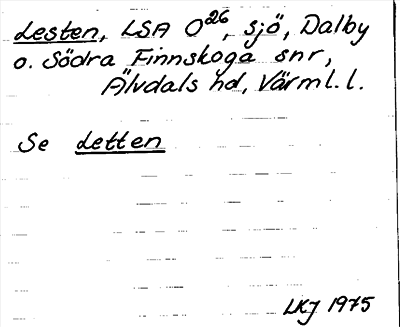 Lesten, LSA O26, sjö, Dalby
o. Södra Finnskoga snr,
Älvdals hd, Värml. l.
Se Letten
LKJ 1975